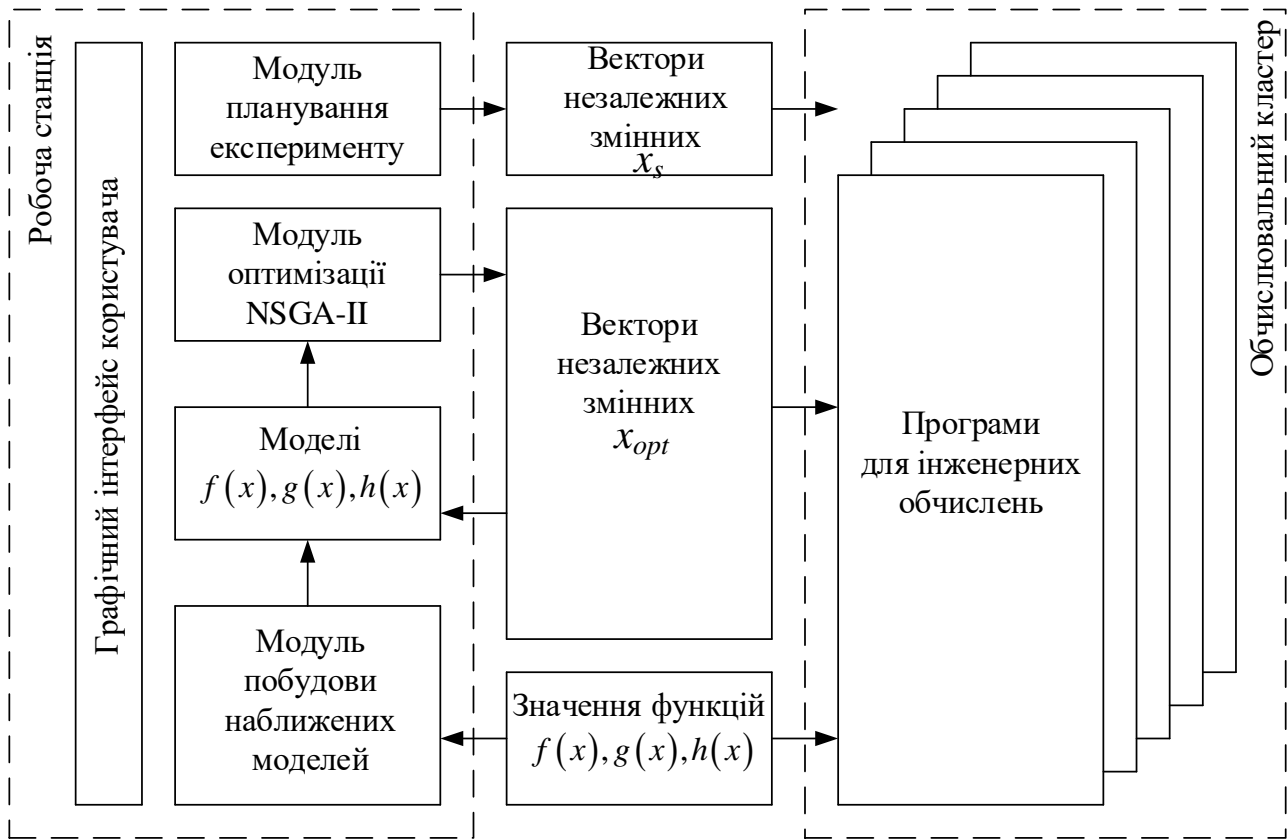 Робоча станція
Графічний інтерфейс користувача
Модуль
планування
експерименту
Вектори
незалежних
змінних
x_s
Обчислювальний кластер
Модуль
оптимізації
NSGA-II
Вектори
незалежних
змінних
x_opt
Моделі
f(x), g(x), h(x)
Програми
для інженерних
обчислень
Модуль
побудови
наближених
моделей
Значення функцій
f(x), g(x), h(x)